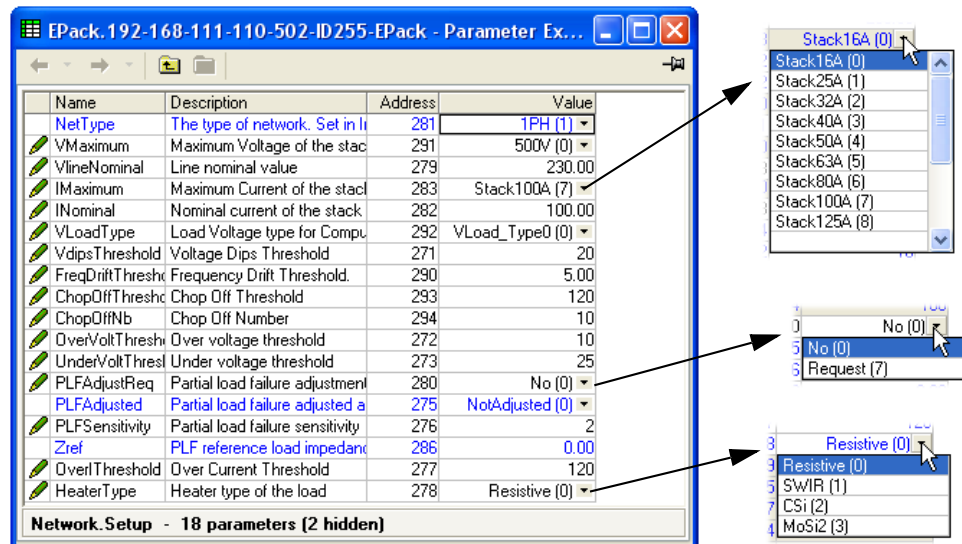 EPack.192-168-111-110-502-ID255-EPack - Parameter Ex...
Name Description Address Value
NetType The type of network. Set in In 281 1PH (1)
VMaximum Maximum Voltage of the stac 291 500V (0)
VlineNominal Line nominal value 279 230.00
IMaximum Maximum Current of the stack 283 Stack100A (7)
INominal Nominal current of the stack 282 100.00
VLoadType Load Voltage type for Compu 292 VLoad_Type0 (0)
VdipsThreshold Voltage Dips Threshold 271 20
FreqDriftThresho Frequency Drift Threshold. 290 5.00
ChopOffThresho Chop Off Threshold 293 120
ChopOffNb Chop Off Number 294 10
OverVoltThresh Over voltage threshold 272 10
UnderVoltThresl Under voltage threshold 273 25
PLFAdjustReq Partial load failure adjustment 280 No (0)
PLFAdjusted Partial load failure adjusted a 275 NotAdjusted (0)
PLFSensitivity Partial load failure sensitivity 276 2
Zref PLF reference load impedanc 286 0.00
OverIThreshold Over Current Threshold 277 120
HeaterType Heater type of the load 278 Resistive (0)
Network.Setup - 18 parameters (2 hidden)
Stack16A (0)
Stack16A (0)
Stack25A (1)
Stack32A (2)
Stack40A (3)
Stack50A (4)
Stack63A (5)
Stack80A (6)
Stack100A (7)
Stack125A (8)
No (0)
No (0)
Request (7)
Resistive (0)
Resistive (0)
SWIR (1)
CSi (2)
MoSi2 (3)